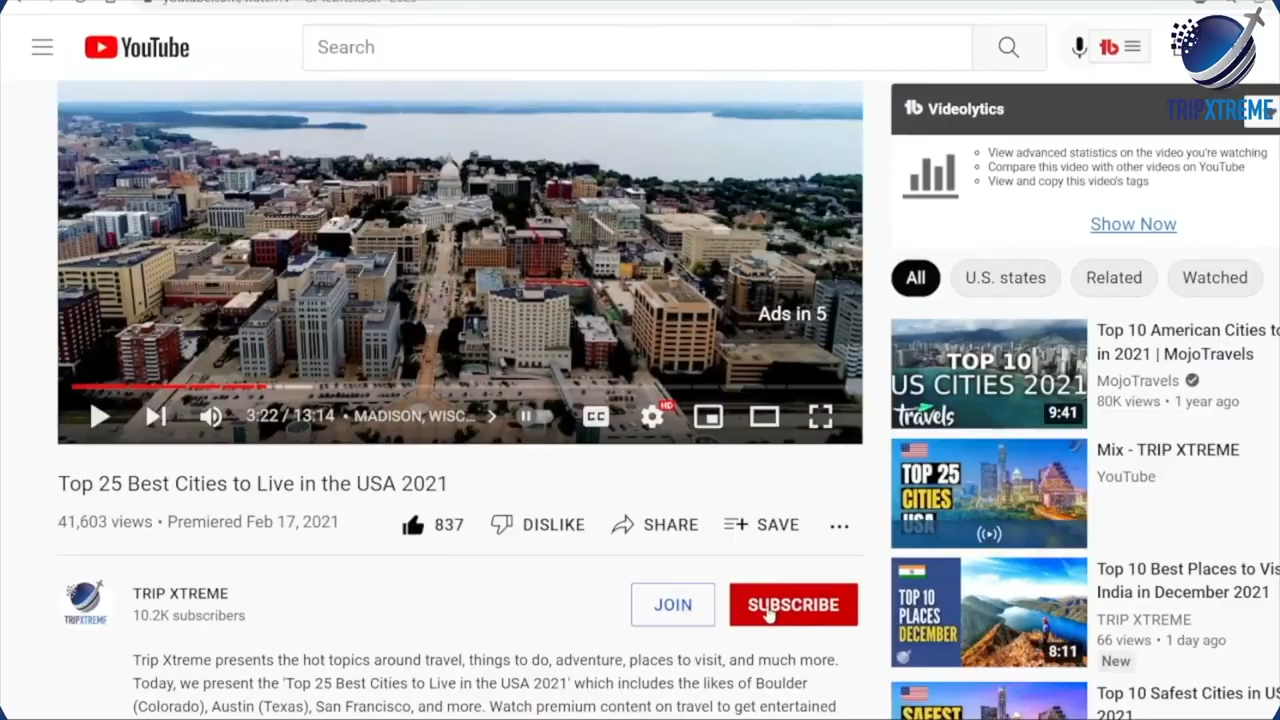 YouTube
Search
TRIPXTREME
Videolytics
View advanced statistics on the video you're watching
Compare this video with other videos on YouTube
View and copy this video's tags
Show Now
All
U.S. states
Related
Watched
Ads in 5
3:22 / 13:14 • MADISON, WISC...
CC
HD
Top 25 Best Cities to Live in the USA 2021
41,603 views • Premiered Feb 17, 2021
837
DISLIKE
SHARE
SAVE
TRIP XTREME
10.2K subscribers
TRIPXTREME
JOIN
SUBSCRIBE
Trip Xtreme presents the hot topics around travel, things to do, adventure, places to visit, and much more.
Today, we present the 'Top 25 Best Cities to Live in the USA 2021' which includes the likes of Boulder
(Colorado), Austin (Texas), San Francisco, and more. Watch premium content on travel to get entertained
TOP 10
US CITIES 2021
travels
9:41
Top 10 American Cities to
in 2021 | MojoTravels
MojoTravels
80K views • 1 year ago
TOP 25
CITIES
USA
Mix - TRIP XTREME
YouTube
TOP 10
PLACES
DECEMBER
8:11
Top 10 Best Places to Vis
India in December 2021
TRIP XTREME
66 views • 1 day ago
New
SAFEST
Top 10 Safest Cities in US
2021